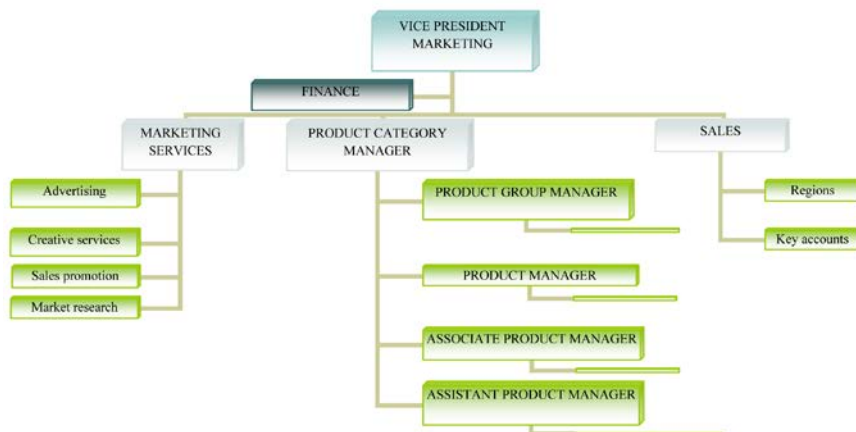 VICE PRESIDENT
MARKETING
FINANCE
MARKETING
SERVICES
PRODUCT CATEGORY
MANAGER
SALES
Advertising
Creative services
Sales promotion
Market research
PRODUCT GROUP MANAGER
PRODUCT MANAGER
ASSOCIATE PRODUCT MANAGER
ASSISTANT PRODUCT MANAGER
Regions
Key accounts